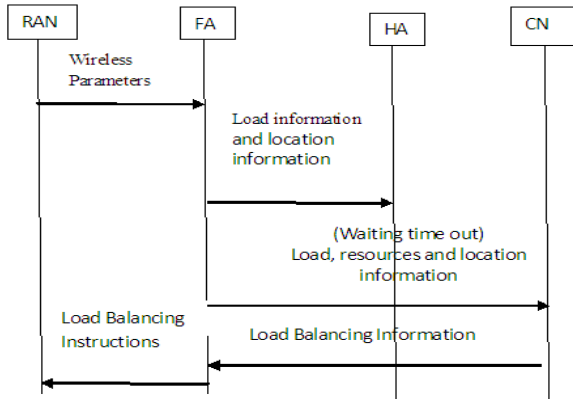 RAN
FA
HA
CN
Wireless
Parameters
Load information
and location
information
(Waiting time out)
Load, resources and location
information
Load Balancing
Instructions
Load Balancing Information